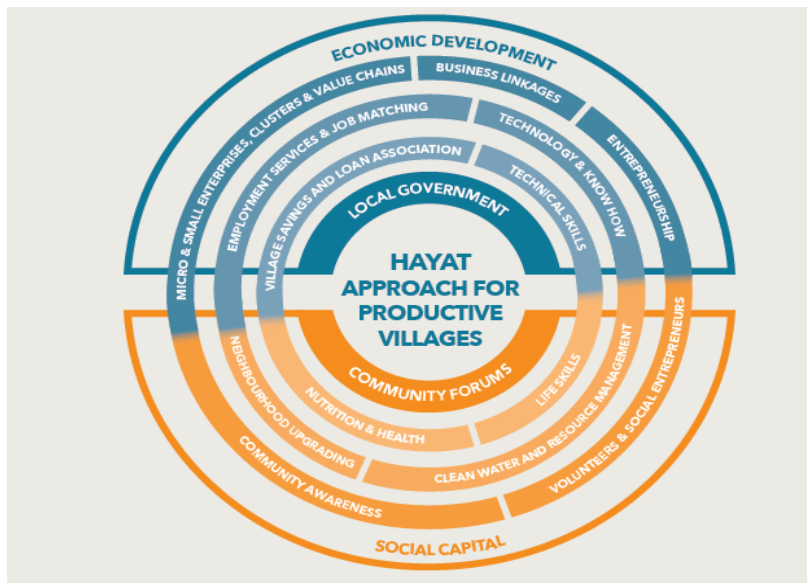 ECONOMIC DEVELOPMENT
MICRO & SMALL ENTERPRISES, CLUSTERS & VALUE CHAINS
BUSINESS LINKAGES
ENTREPRENEURSHIP
EMPLOYMENT SERVICES & JOB MATCHING
TECHNOLOGY & KNOW HOW
VILLAGE SAVINGS AND LOAN ASSOCIATION
TECHNICAL SKILLS
LOCAL GOVERNMENT
HAYAT
APPROACH FOR
PRODUCTIVE
VILLAGES
COMMUNITY FORUMS
NUTRITION & HEALTH
LIFE SKILLS
NEIGHBOURHOOD UPGRADING
CLEAN WATER AND RESOURCE MANAGEMENT
COMMUNITY AWARENESS
VOLUNTEERS & SOCIAL ENTREPRENEURS
SOCIAL CAPITAL